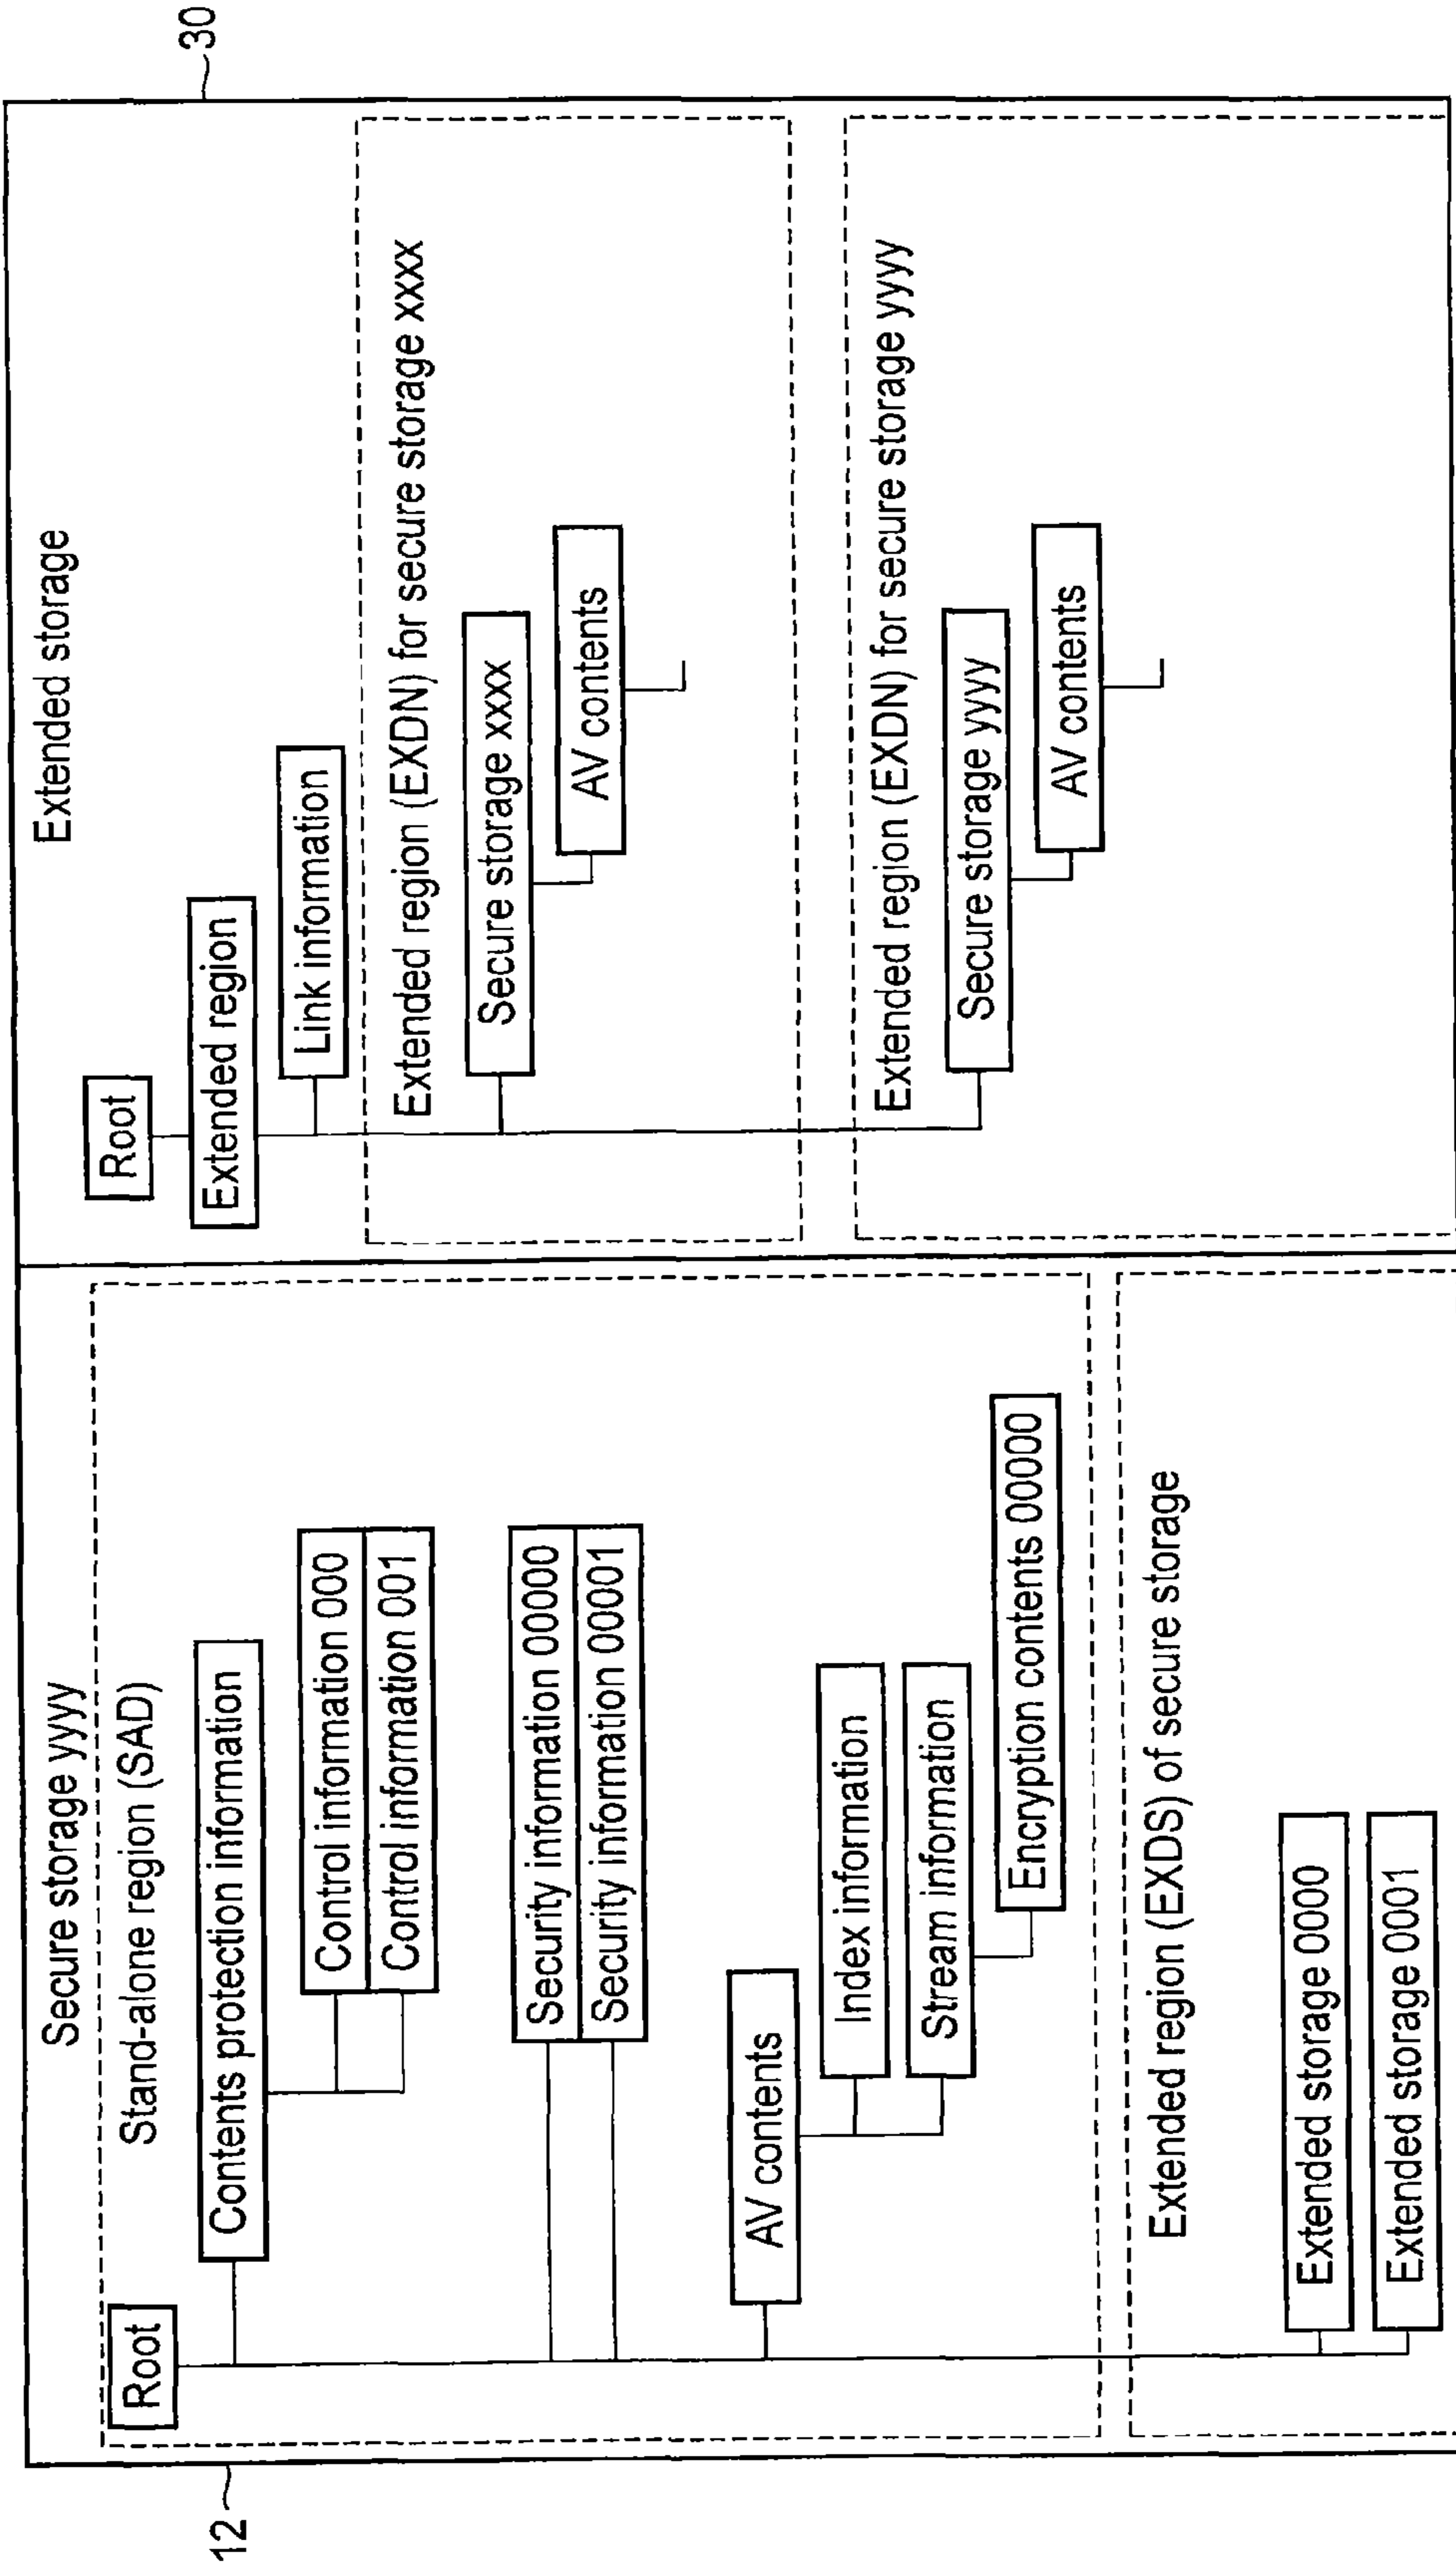 12
Secure storage yyyy
Stand-alone region (SAD)
Root
Contents protection information
Control information 000
Control information 001
Security information 00000
Security information 00001
AV contents
Index information
Stream information
Encryption contents 00000
Extended region (EXDS) of secure storage
Extended storage 0000
Extended storage 0001
30
Extended storage
Root
Extended region
Link information
Extended region (EXDN) for secure storage xxxx
Secure storage xxxx
AV contents
Extended region (EXDN) for secure storage yyyy
Secure storage yyyy
AV contents